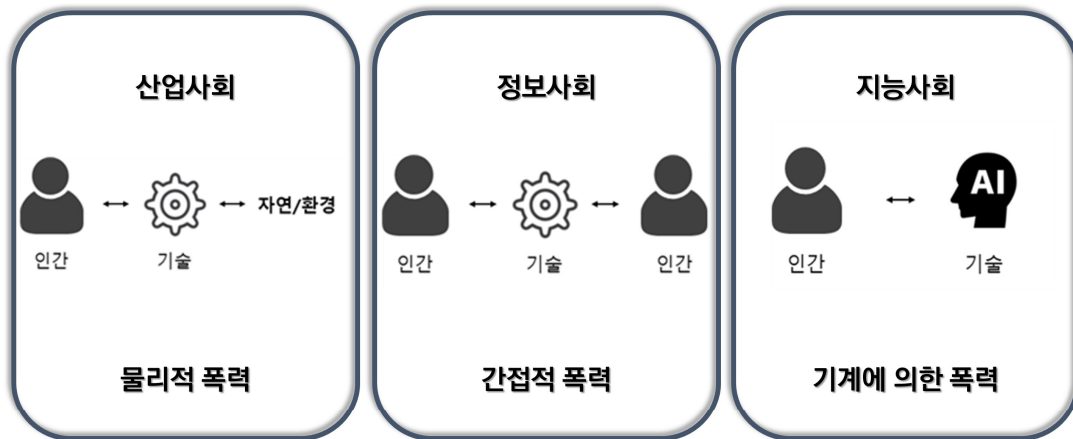 산업사회
인간
기술
자연/환경
물리적 폭력
정보사회
인간
기술
인간
간접적 폭력
지능사회
AI
인간
기술
기계에 의한 폭력